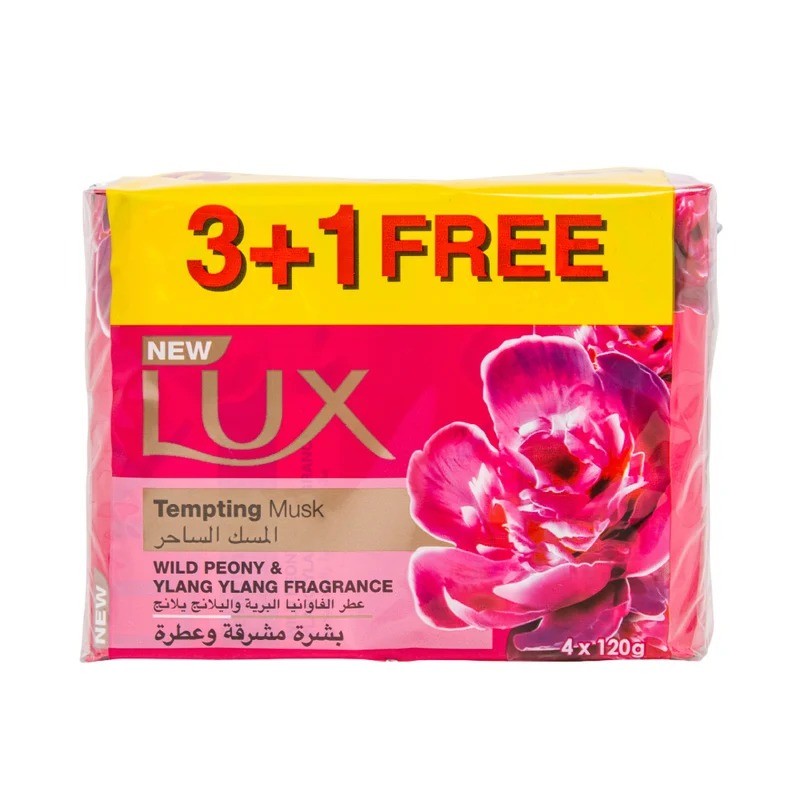 3+1 FREE
NEW
LUX
Tempting Musk
المسك الساحر
WILD PEONY &
YLANG YLANG FRAGRANCE
عطر الفاوانيا البرية واليلانج يلانج
بشرة مشرقة وعطرة
4 x 120g
NEW